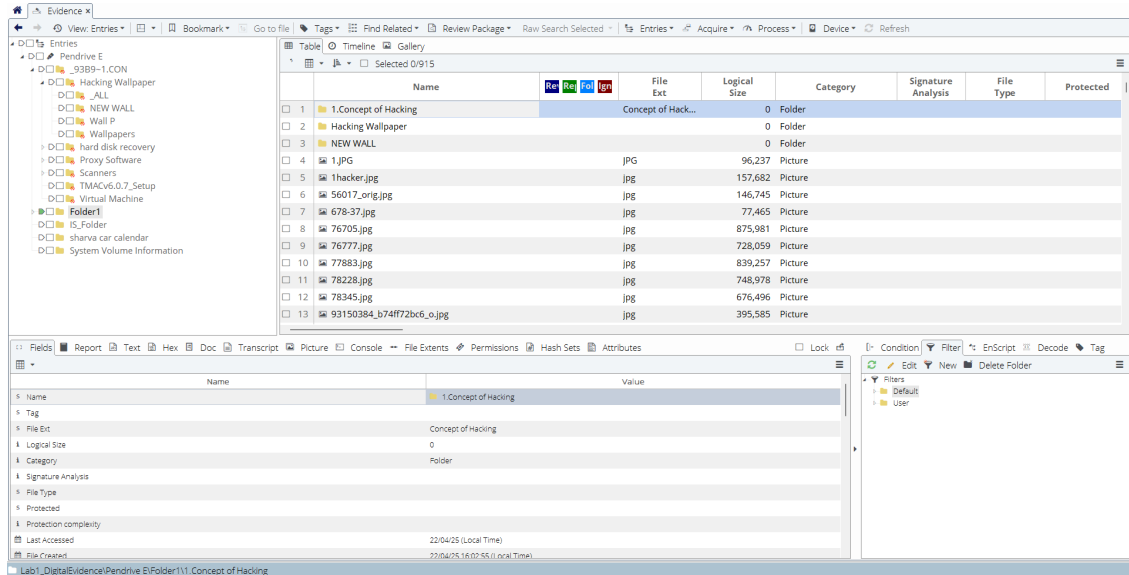 Evidence ×
View: Entries Bookmark Go to file Tags Find Related Review Package Raw Search Selected Entries Acquire Process Device Refresh
Entries
Pendrive E
_93B9~1.CON
Hacking Wallpaper
_ALL
NEW WALL
Wall P
Wallpapers
hard disk recovery
Proxy Software
Scanners
TMACv6.0.7_Setup
Virtual Machine
Folder1
IS_Folder
sharva car calendar
System Volume Information
Table Timeline Gallery
Selected 0/915
Name Rev Rep Fol Ign File Ext Logical Size Category Signature Analysis File Type Protected
1 1.Concept of Hacking Concept of Hack... 0 Folder
2 Hacking Wallpaper 0 Folder
3 NEW WALL 0 Folder
4 1.JPG JPG 96,237 Picture
5 1hacker.jpg jpg 157,682 Picture
6 56017_orig.jpg jpg 146,745 Picture
7 678-37.jpg jpg 77,465 Picture
8 76705.jpg jpg 875,981 Picture
9 76777.jpg jpg 728,059 Picture
10 77883.jpg jpg 839,257 Picture
11 78228.jpg jpg 748,978 Picture
12 78345.jpg jpg 676,496 Picture
13 93150384_b74ff72bc6_o.jpg jpg 395,585 Picture
Fields Report Text Hex Doc Transcript Picture Console File Extents Permissions Hash Sets Attributes Lock
Name Value
Name 1.Concept of Hacking
Tag
File Ext Concept of Hacking
Logical Size 0
Category Folder
Signature Analysis
File Type
Protected
Protection complexity
Last Accessed 22/04/25 (Local Time)
File Created 22/04/25 16:02:55 (Local Time)
Condition Filter EnScript Decode Tag
Edit New Delete Folder
Filters
Default
User
Lab1_DigitalEvidence\Pendrive E\Folder1\1.Concept of Hacking